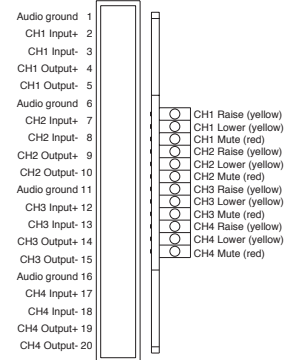 Audio ground 1
CH1 Input+ 2
CH1 Input- 3
CH1 Output+ 4
CH1 Output- 5
Audio ground 6
CH2 Input+ 7
CH2 Input- 8
CH2 Output+ 9
CH2 Output- 10
Audio ground 11
CH3 Input+ 12
CH3 Input- 13
CH3 Output+ 14
CH3 Output- 15
Audio ground 16
CH4 Input+ 17
CH4 Input- 18
CH4 Output+ 19
CH4 Output- 20
CH1 Raise (yellow)
CH1 Lower (yellow)
CH1 Mute (red)
CH2 Raise (yellow)
CH2 Lower (yellow)
CH2 Mute (red)
CH3 Raise (yellow)
CH3 Lower (yellow)
CH3 Mute (red)
CH4 Raise (yellow)
CH4 Lower (yellow)
CH4 Mute (red)